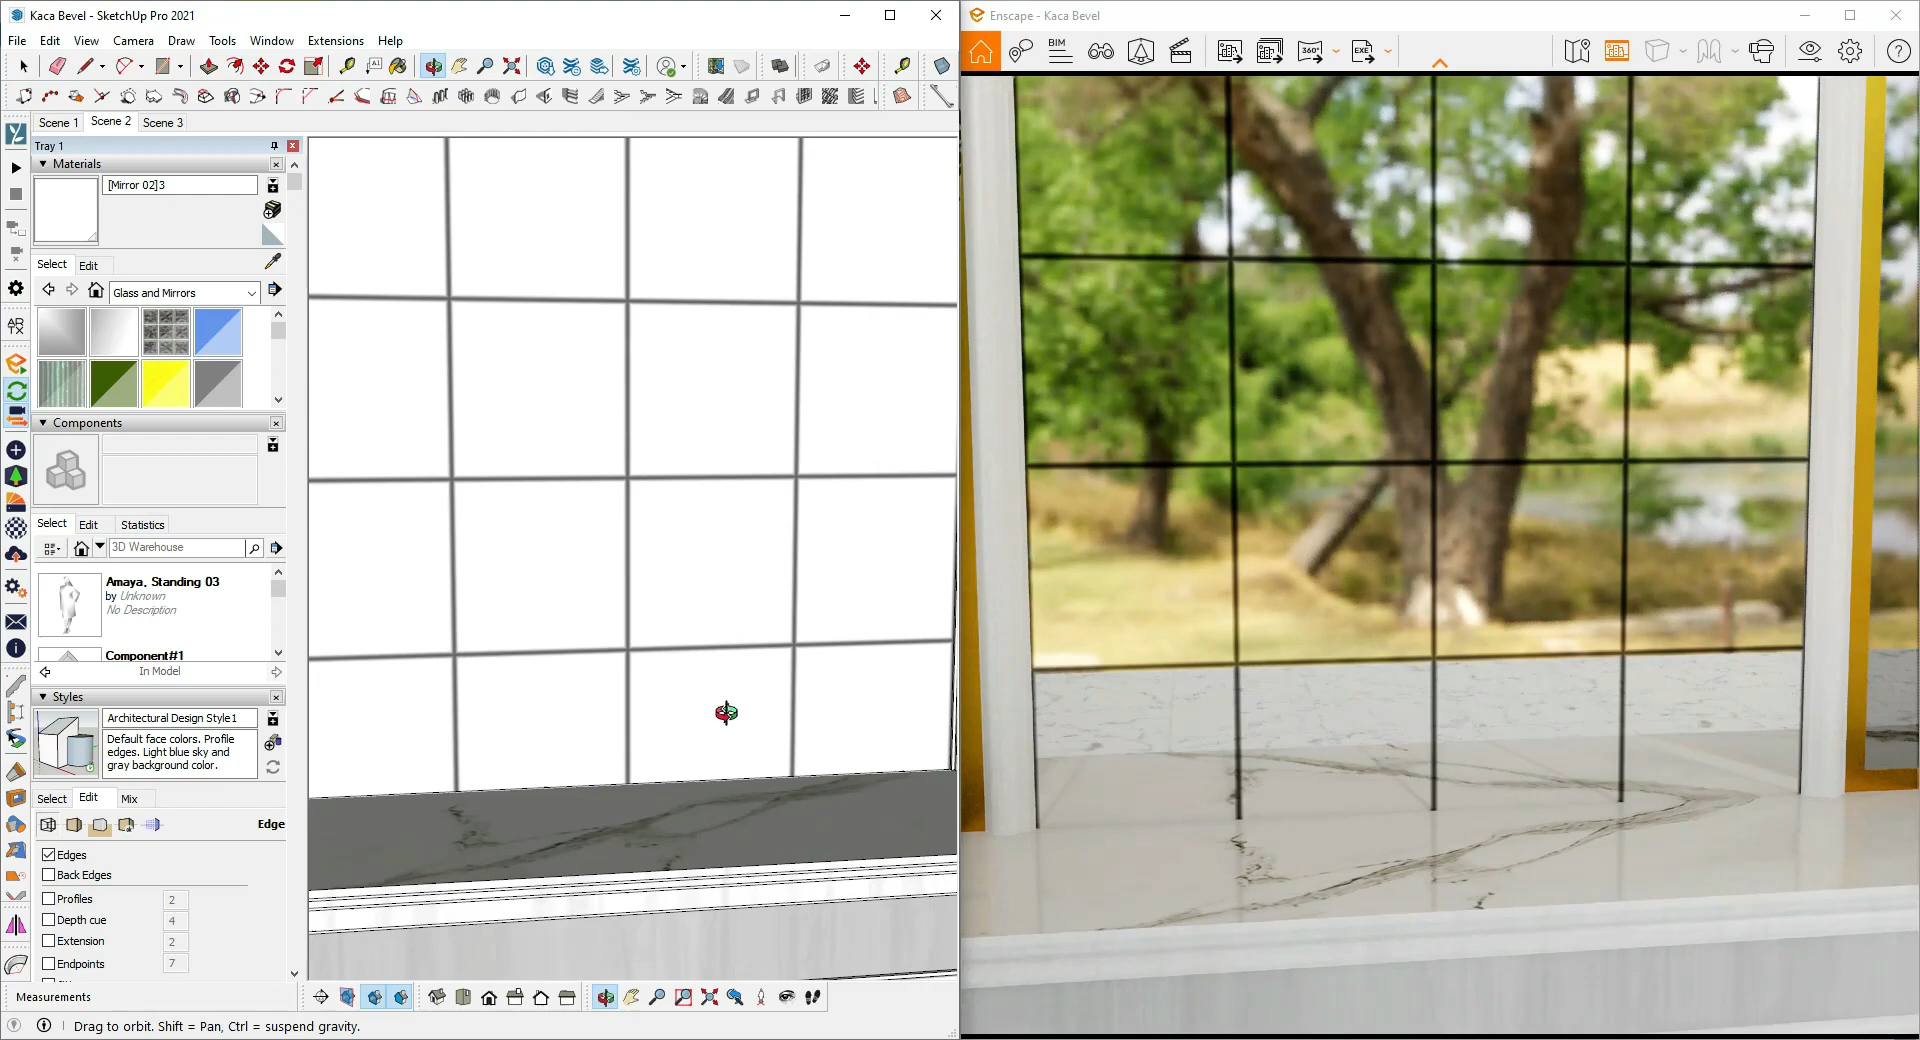 Kaca Bevel - SketchUp Pro 2021
File Edit View Camera Draw Tools Window Extensions Help
Scene 1 Scene 2 Scene 3
Tray 1
Materials
[Mirror 02]3
Select Edit
Glass and Mirrors
Components
Select Edit Statistics
3D Warehouse
Amaya, Standing 03
by Unknown
No Description
Component#1
In Model
Styles
Architectural Design Style1
Default face colors. Profile
edges. Light blue sky and
gray background color.
Select Edit Mix
Edge
Edges
Back Edges
Profiles 2
Depth cue 4
Extension 2
Endpoints 7
Measurements
Drag to orbit. Shift = Pan, Ctrl = suspend gravity.
Enscape - Kaca Bevel
BIM
360°
EXE